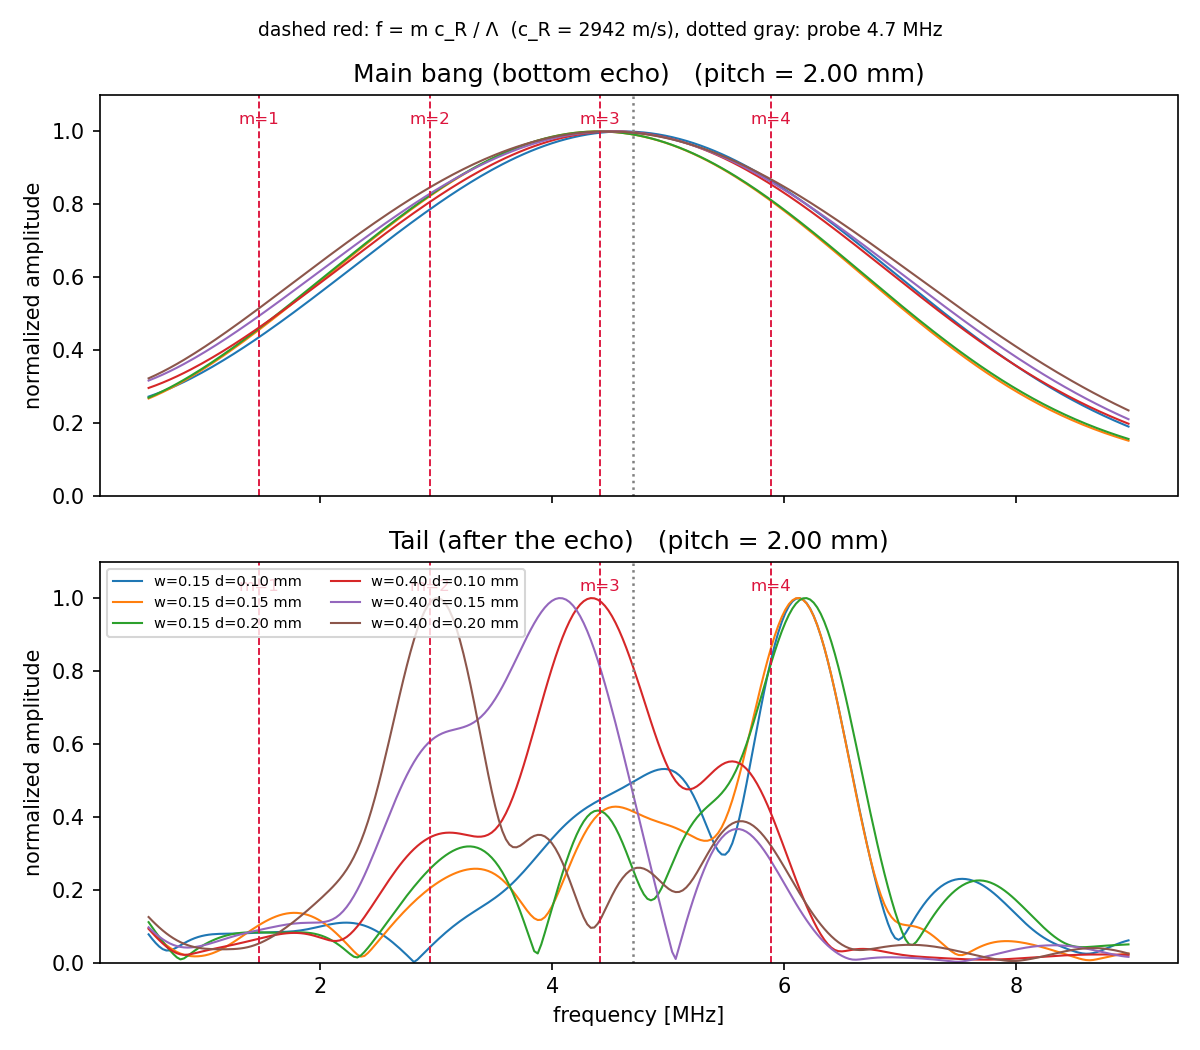 dashed red: f = m c_R / Λ  (c_R = 2942 m/s), dotted gray: probe 4.7 MHz
Main bang (bottom echo)   (pitch = 2.00 mm)
m=1
m=2
m=3
m=4
1.0
0.8
0.6
0.4
0.2
0.0
normalized amplitude
Tail (after the echo)   (pitch = 2.00 mm)
w=0.15 d=0.10 mm
w=0.15 d=0.15 mm
w=0.15 d=0.20 mm
w=0.40 d=0.10 mm
w=0.40 d=0.15 mm
w=0.40 d=0.20 mm
m=1
m=2
m=3
m=4
1.0
0.8
0.6
0.4
0.2
0.0
normalized amplitude
2
4
6
8
frequency [MHz]